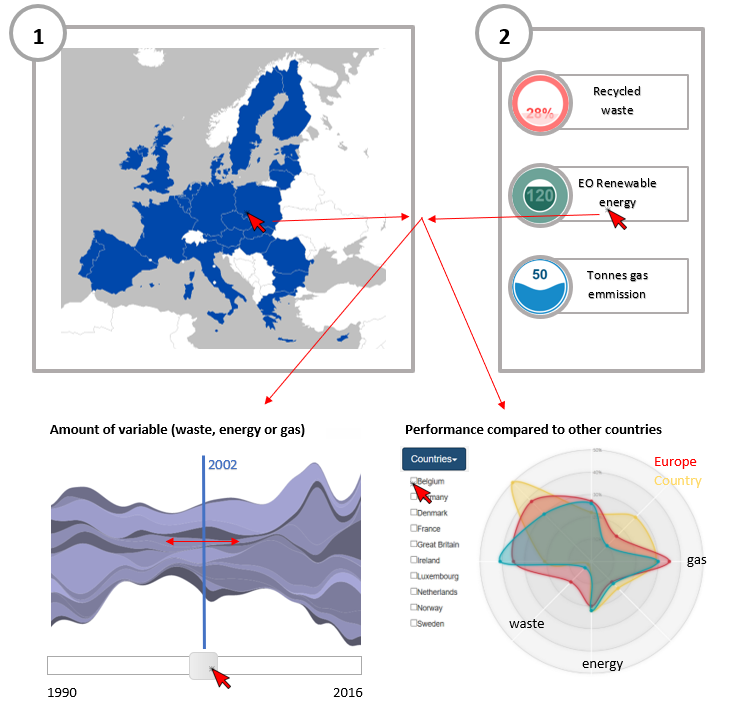 1
2
Recycled
waste
28%
EO Renewable
energy
120
50
Tonnes gas
emmission
Amount of variable (waste, energy or gas)
2002
1990
2016
Performance compared to other countries
Countries
Belgium
Denmark
France
Great Britain
Ireland
Luxembourg
Netherlands
Norway
Sweden
Europe
Country
gas
waste
energy